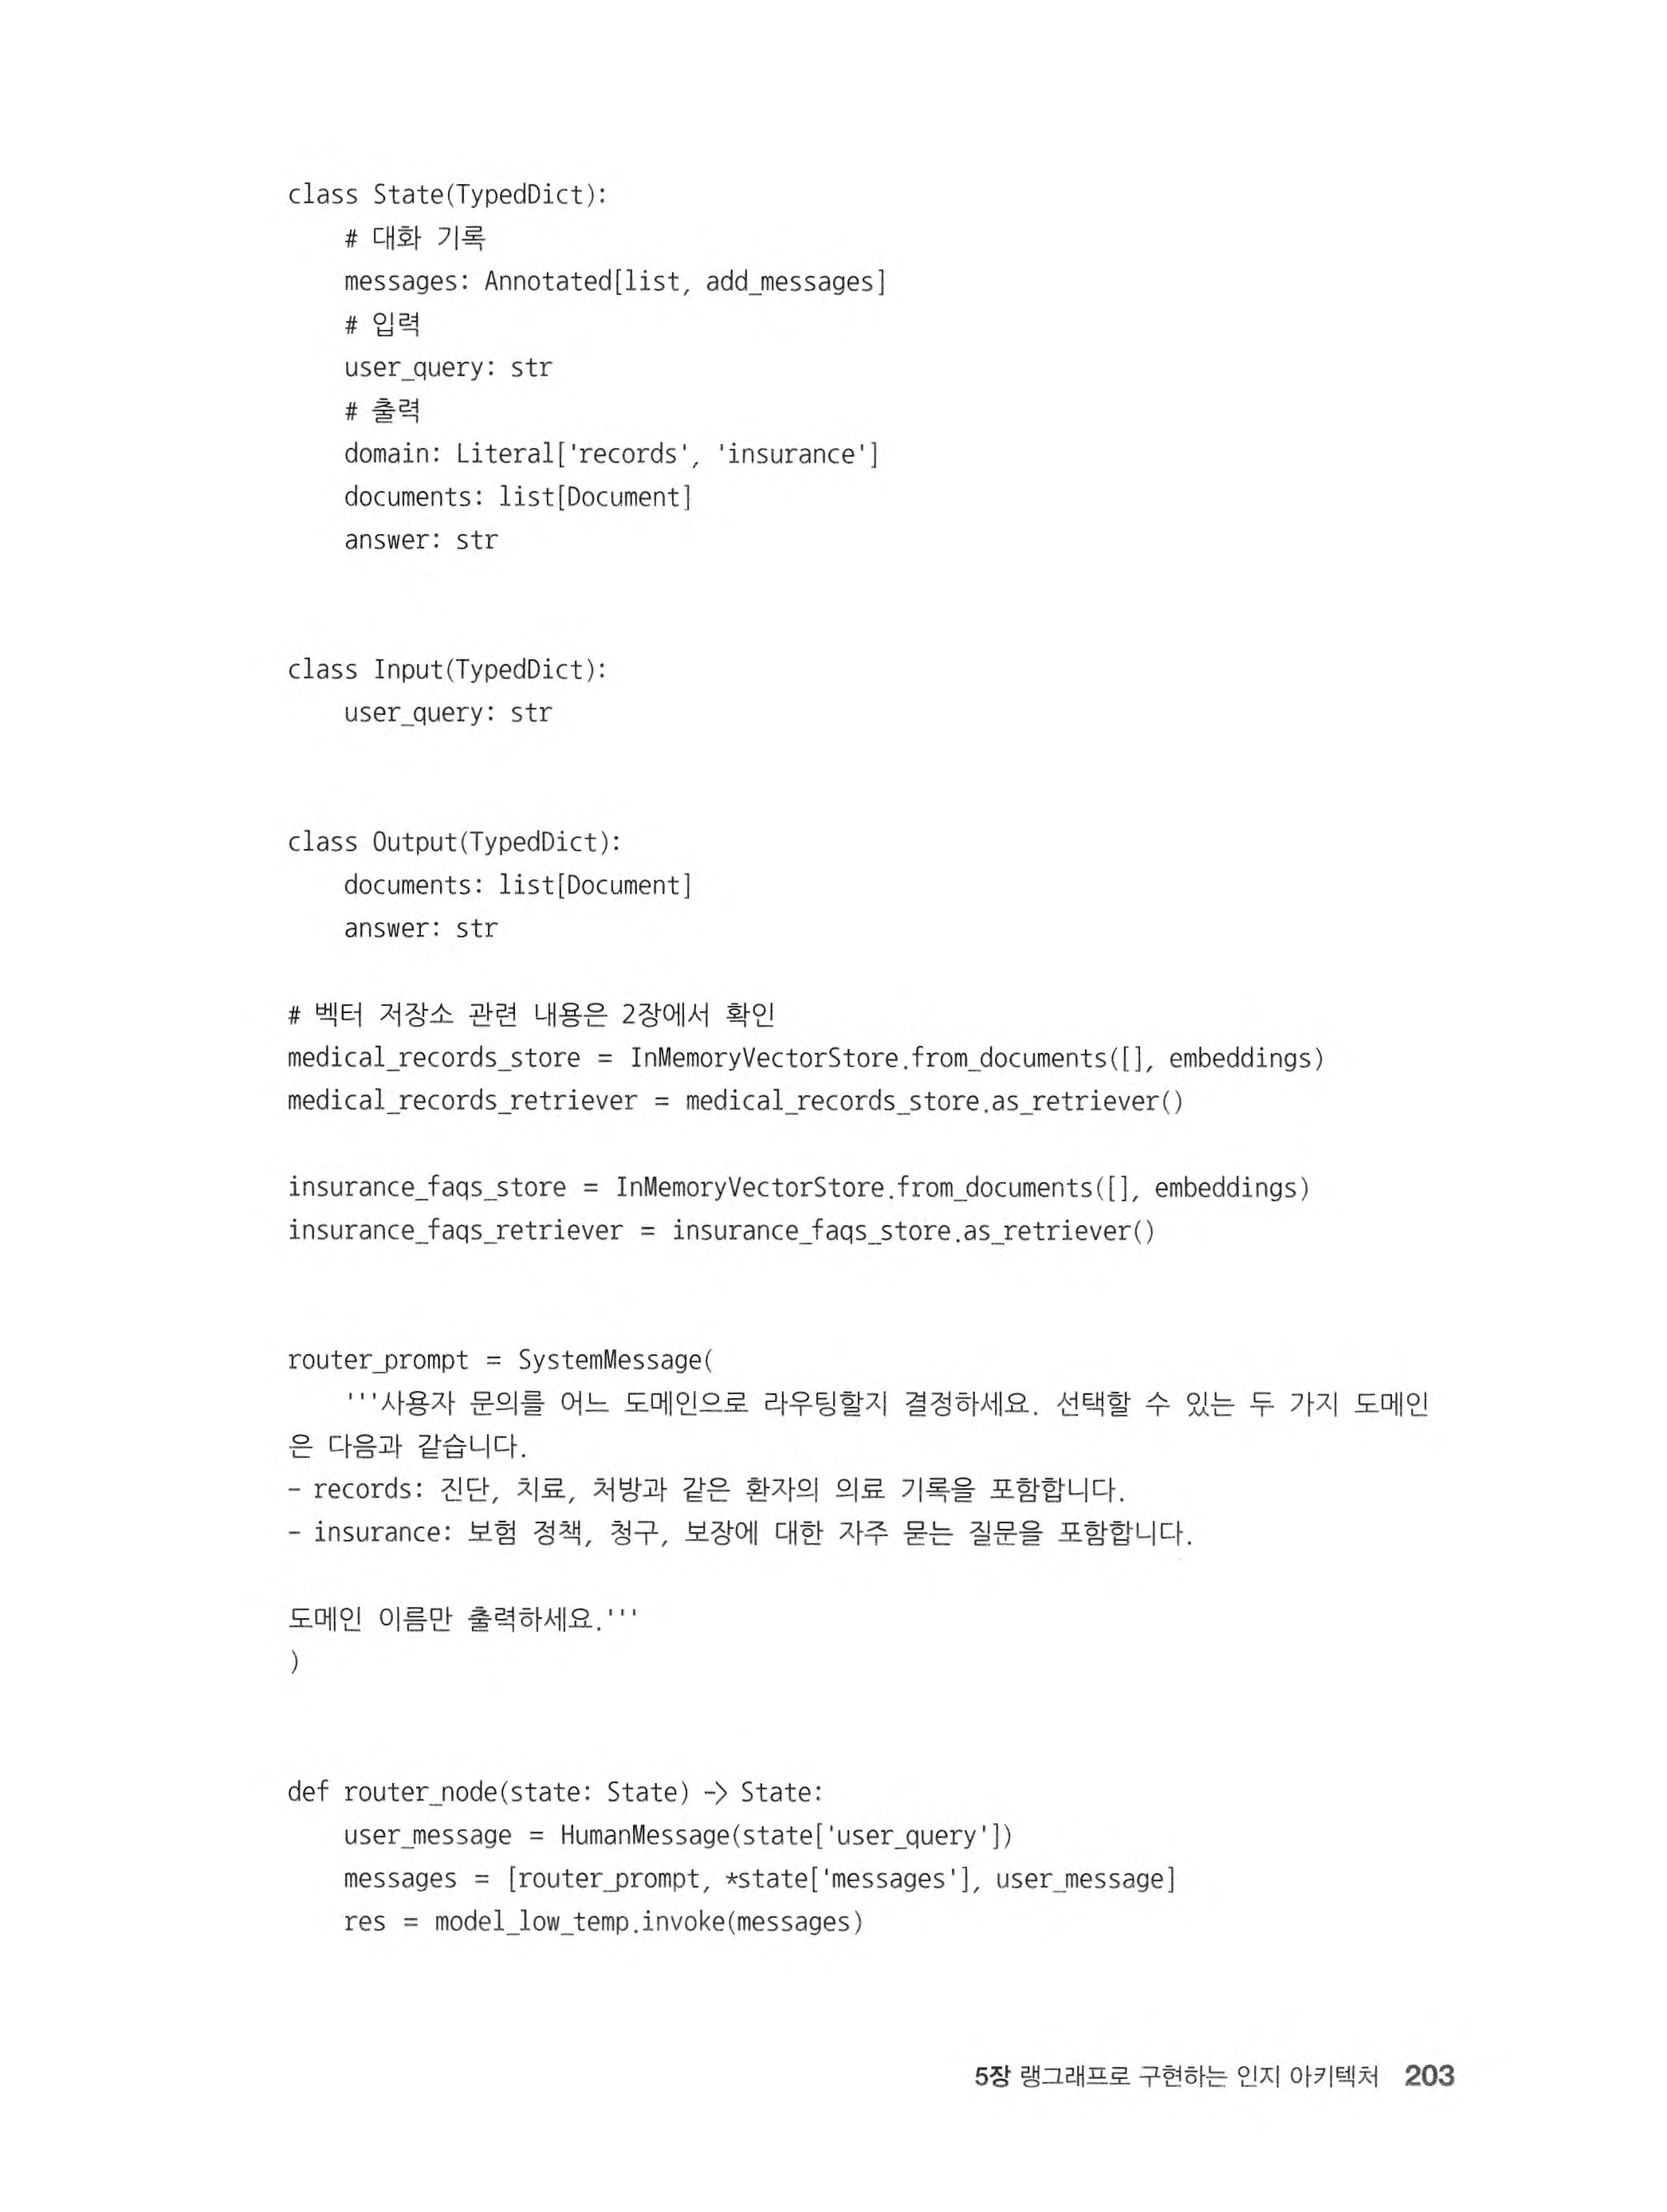 class State(TypedDict):
    # 대화 기록
    messages: Annotated[list, add_messages]
    # 입력
    user_query: str
    # 출력
    domain: Literal['records', 'insurance']
    documents: list[Document]
    answer: str
class Input(TypedDict):
    user_query: str
class Output(TypedDict):
    documents: list[Document]
    answer: str
# 벡터 저장소 관련 내용은 2장에서 확인
medical_records_store = InMemoryVectorStore.from_documents([], embeddings)
medical_records_retriever = medical_records_store.as_retriever()
insurance_faqs_store = InMemoryVectorStore.from_documents([], embeddings)
insurance_faqs_retriever = insurance_faqs_store.as_retriever()
router_prompt = SystemMessage(
    '''사용자 문의를 어느 도메인으로 라우팅할지 결정하세요. 선택할 수 있는 두 가지 도메인
은 다음과 같습니다.
- records: 진단, 치료, 처방과 같은 환자의 의료 기록을 포함합니다.
- insurance: 보험 정책, 청구, 보장에 대한 자주 묻는 질문을 포함합니다.
도메인 이름만 출력하세요.'''
)
def router_node(state: State) -> State:
    user_message = HumanMessage(state['user_query'])
    messages = [router_prompt, *state['messages'], user_message]
    res = model_low_temp.invoke(messages)
5장 랭그래프로 구현하는 인지 아키텍처 203